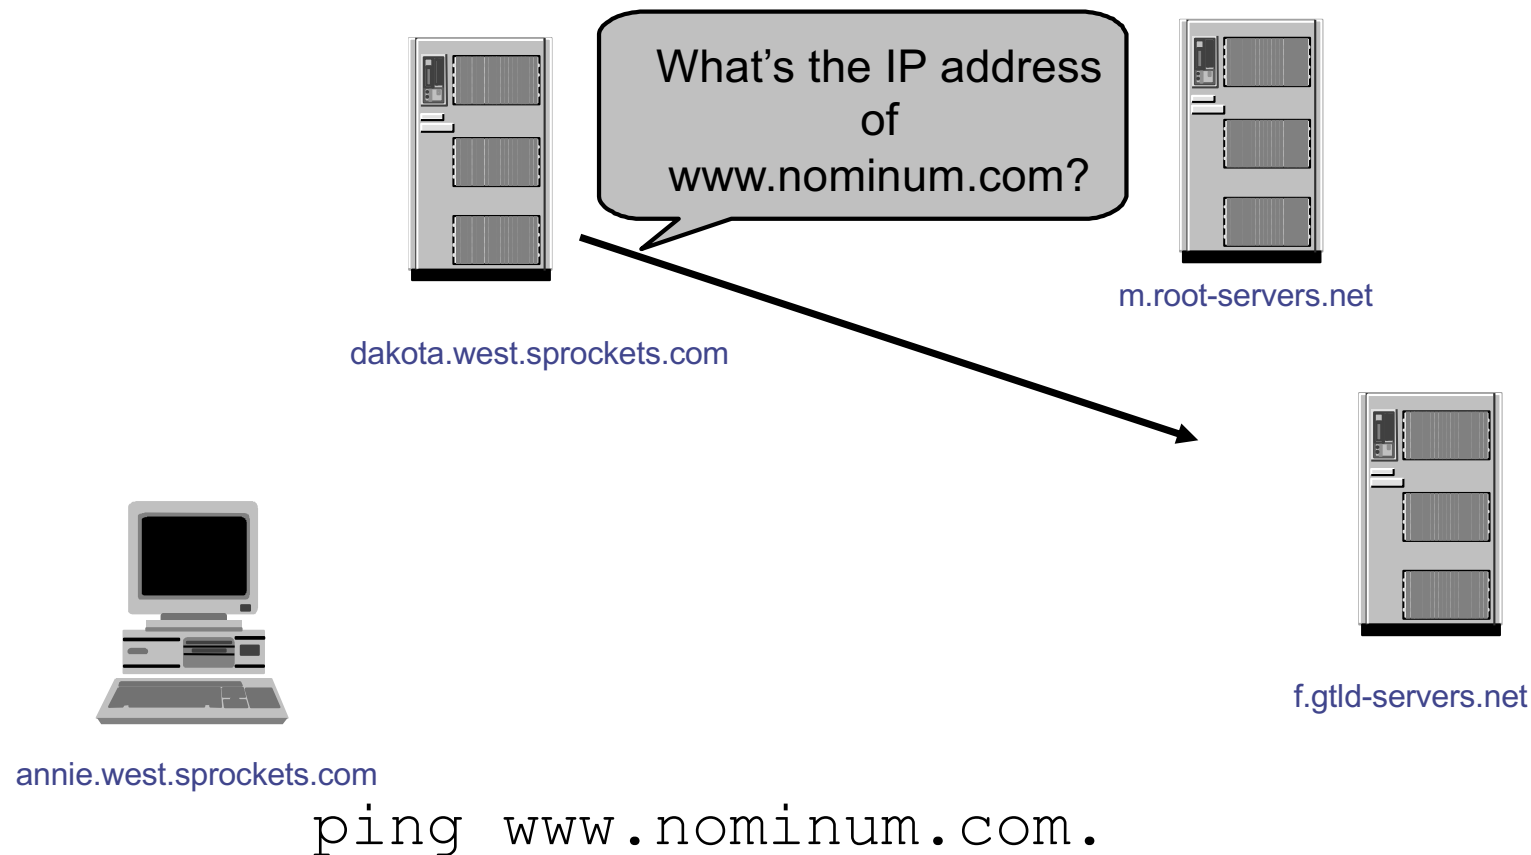 What’s the IP address
of
www.nominum.com?
m.root-servers.net
dakota.west.sprockets.com
f.gtld-servers.net
annie.west.sprockets.com
ping www.nominum.com.